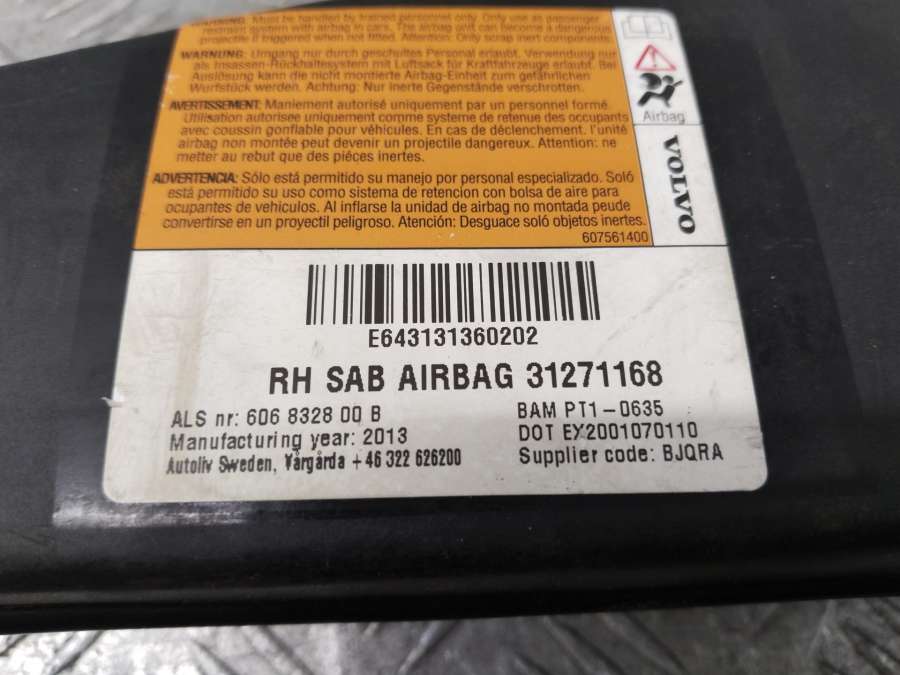 WARNING: Must be handled by trained personnel only. Only use as passenger
restraint system with airbag in cars. The airbag unit can become a dangerous
projectile if triggered when not fitted. Attention: Only scrap inert components.
WARNUNG: Umgang nur durch geschultes Personal erlaubt. Verwendung nur
als Insassen-Rückhaltesystem mit Luftsack für Kraftfahrzeuge erlaubt. Bei
Auslösung kann die nicht montierte Airbag-Einheit zum gefährlichen
Wurfstück werden. Achtung: Nur inerte Gegenstände verschrotten.
AVERTISSEMENT: Maniement autorisé uniquement par un personnel formé.
Utilisation autorisee uniquement comme systeme de retenue des occupants
avec coussin gonflable pour véhicules. En cas de déclenchement. l'unité
airbag non montée peut devenir un projectile dangereux. Attention: ne
metter au rebut que des piéces inertes.
ADVERTENCIA: Sólo está permitido su manejo por personal especializado. Soló
está permitido su uso como sistema de retencion con bolsa de aire para
ocupantes de vehiculos. Al inflarse la unidad de airbag no montada peude
convertirse en un proyectil peligroso. Atención: Desguace soló objetos inertes.
607561400
Airbag
VOLVO
E643131360202
RH SAB AIRBAG 31271168
ALS nr: 606 8328 00 B
Manufacturing year: 2013
Autoliv Sweden, Vårgårda +46 322 626200
BAM PT1-0635
DOT EX2001070110
Supplier code: BJQRA